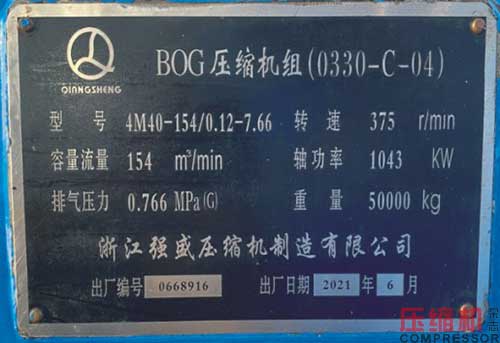 QIANGSHENG
BOG压缩机组(0330-C-04)
型号 4M40-154/0.12-7.66 转速 375 r/min
容量流量 154 m³/min 轴功率 1043 KW
排气压力 0.766 MPa(G) 重量 50000 kg
浙江强盛压缩机制造有限公司
出厂编号 0668916 出厂日期 2021 年 6 月
压缩机
COMPRESSOR